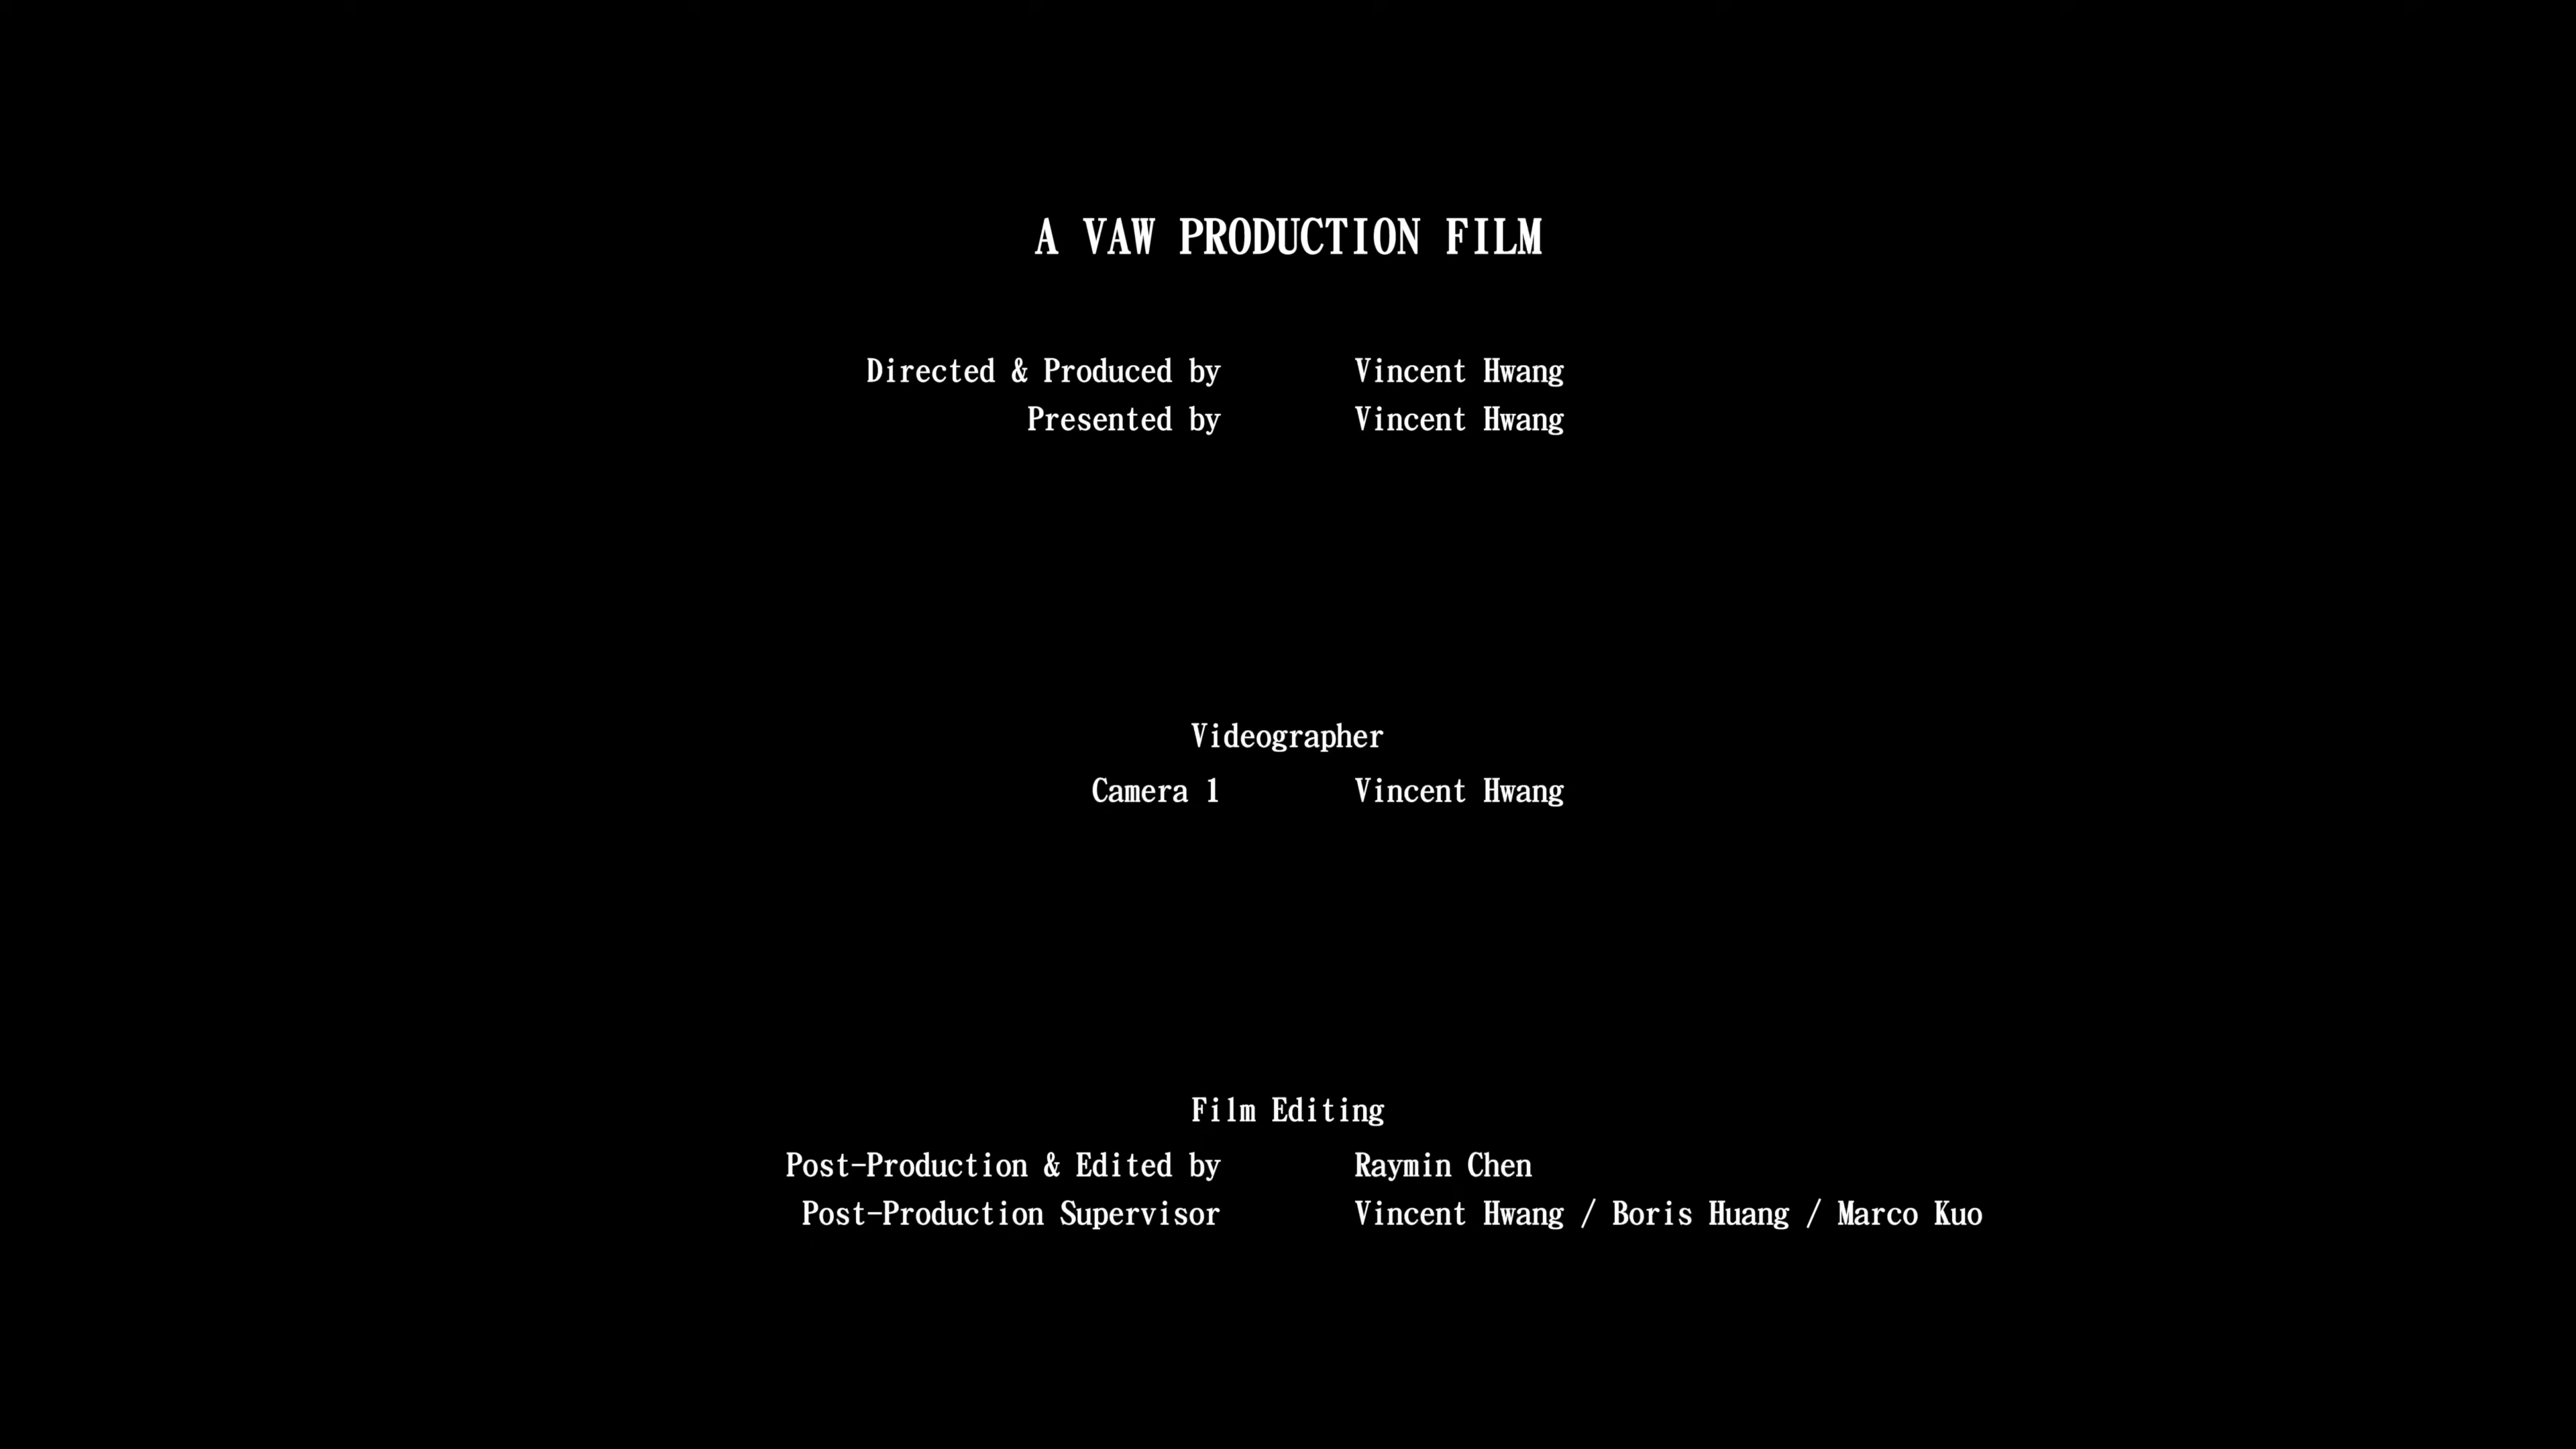 A VAW PRODUCTION FILM
Directed & Produced by Vincent Hwang
Presented by Vincent Hwang
Videographer
Camera 1 Vincent Hwang
Film Editing
Post-Production & Edited by Raymin Chen
Post-Production Supervisor Vincent Hwang / Boris Huang / Marco Kuo